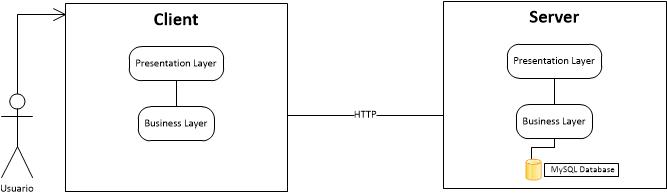 Client
Presentation Layer
Business Layer
Usuario
HTTP
Server
Presentation Layer
Business Layer
MySQL Database